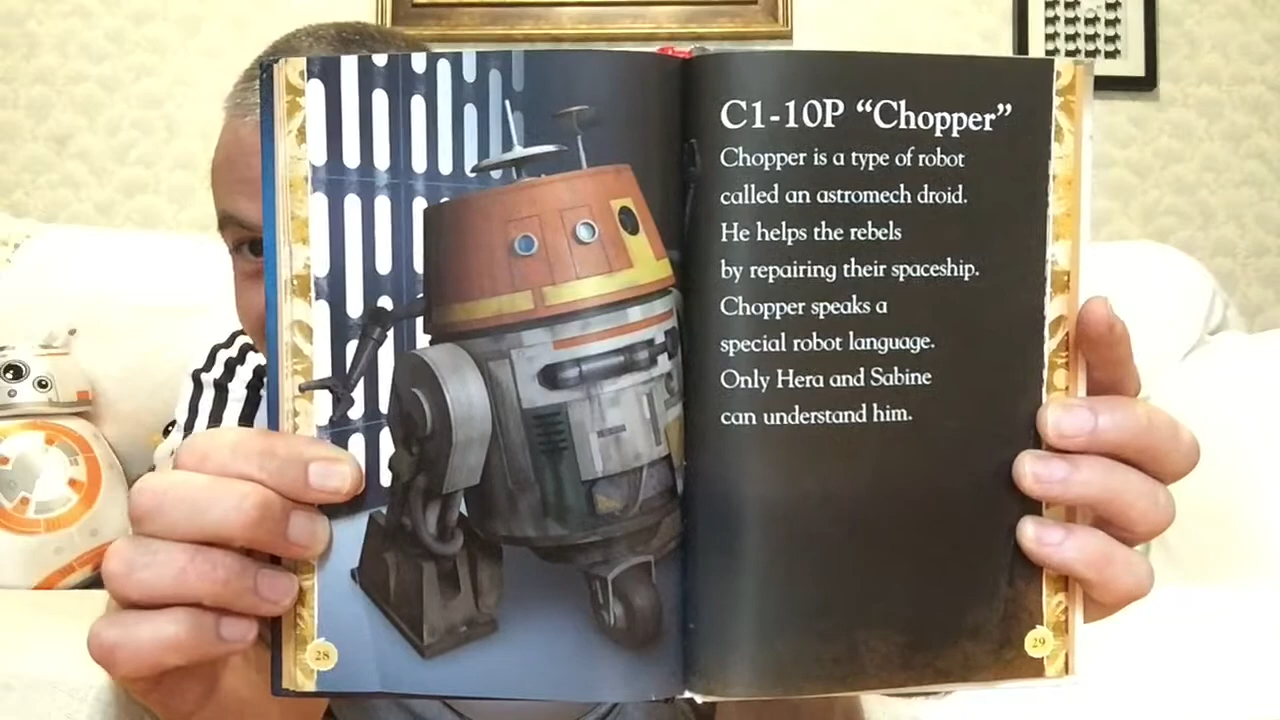 C1-10P “Chopper”
Chopper is a type of robot
called an astromech droid.
He helps the rebels
by repairing their spaceship.
Chopper speaks a
special robot language.
Only Hera and Sabine
can understand him.
28
29